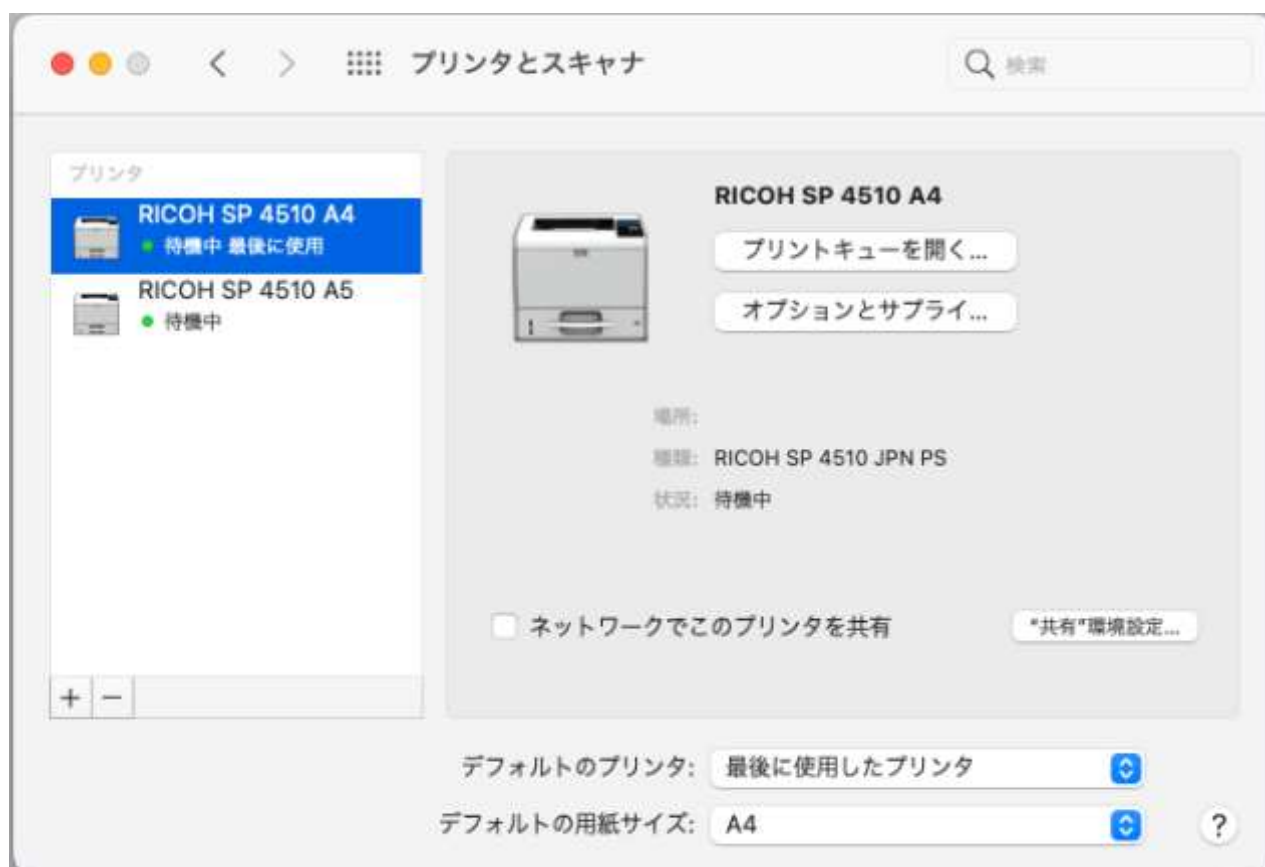 プリンタとスキャナ
検索
プリンタ
RICOH SP 4510 A4
待機中 最後に使用
RICOH SP 4510 A5
待機中
RICOH SP 4510 A4
プリントキューを開く...
オプションとサプライ...
場所:
種類: RICOH SP 4510 JPN PS
状況: 待機中
ネットワークでこのプリンタを共有
"共有"環境設定...
+ −
デフォルトのプリンタ: 最後に使用したプリンタ
デフォルトの用紙サイズ: A4
?